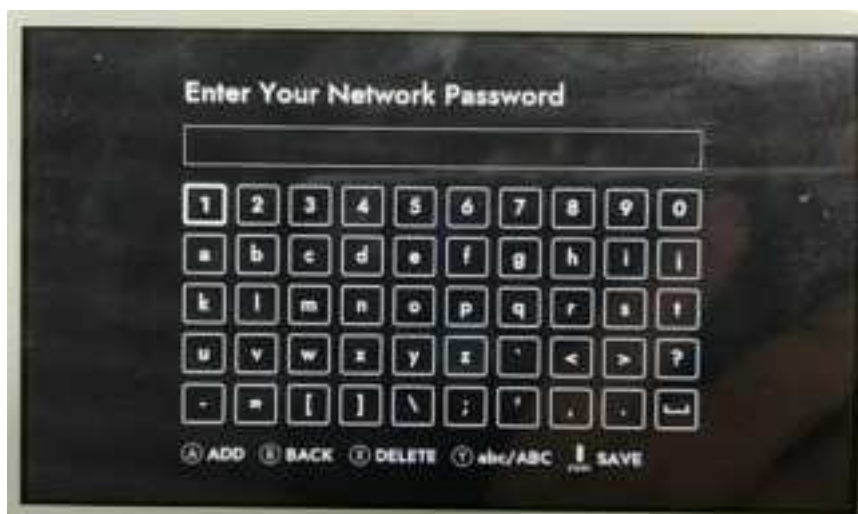 Enter Your Network Password
1 2 3 4 5 6 7 8 9 0
a b c d e f g h i j
k l m n o p q r s t
u v w x y z ` < > ?
- = [ ] \ ; ' , .
A ADD B BACK X DELETE Y abc/ABC SAVE